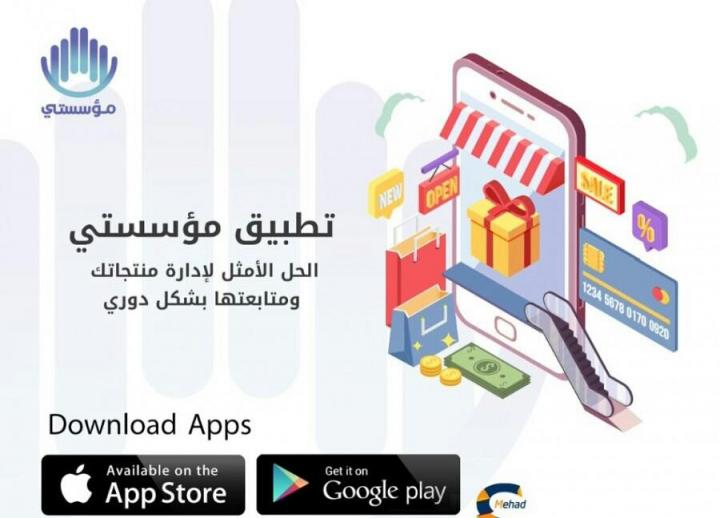 مؤسستي
تطبيق مؤسستي
الحل الأمثل لإدارة منتجاتك
ومتابعتها بشكل دوري
NEW
OPEN
SALE
%
1234 5678 0170 0920
Download Apps
Available on the
App Store
Get it on
Google play
Mehad